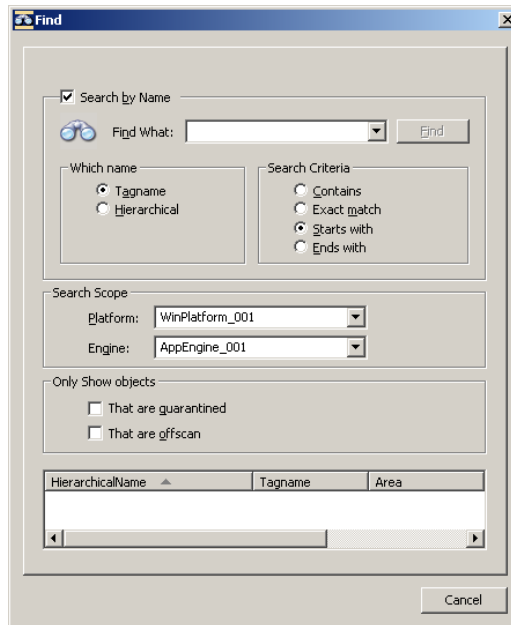 Find
Search by Name
Find What:
Find
Which name
Tagname
Hierarchical
Search Criteria
Contains
Exact match
Starts with
Ends with
Search Scope
Platform: WinPlatform_001
Engine: AppEngine_001
Only Show objects
That are quarantined
That are offscan
HierarchicalName Tagname Area
Cancel